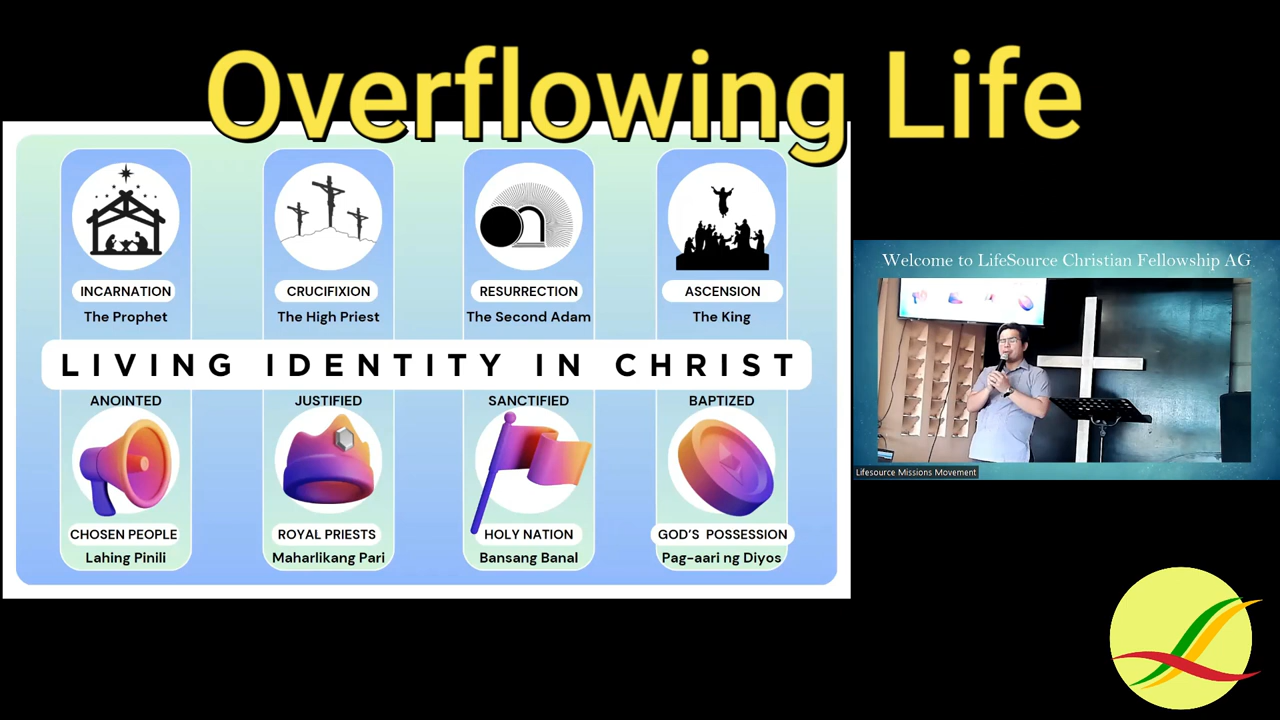 Overflowing Life
INCARNATION
The Prophet
CRUCIFIXION
The High Priest
RESURRECTION
The Second Adam
ASCENSION
The King
LIVING IDENTITY IN CHRIST
ANOINTED
CHOSEN PEOPLE
Lahing Pinili
JUSTIFIED
ROYAL PRIESTS
Maharlikang Pari
SANCTIFIED
HOLY NATION
Bansang Banal
BAPTIZED
GOD'S POSSESSION
Pag-aari ng Diyos
Welcome to LifeSource Christian Fellowship AG
Lifesource Missions Movement